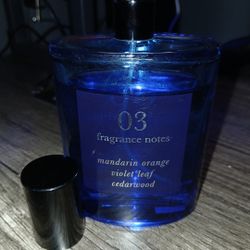 03
fragrance notes
mandarin orange
violet leaf
cedarwood